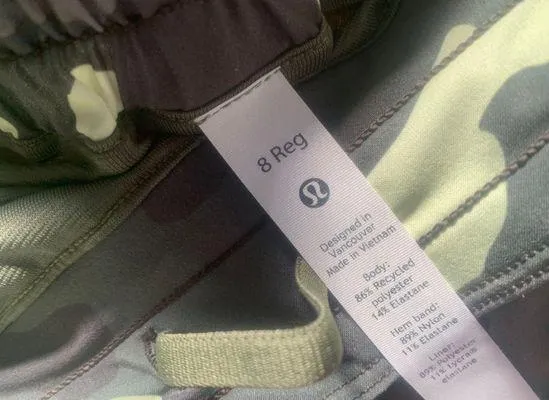 8 Reg
Designed in
Vancouver
Made in Vietnam
Body:
86% Recycled
polyester
14% Elastane
Hem band:
89% Nylon
11% Elastane
Liner:
89% Polyester
11% Lycra®
elastane